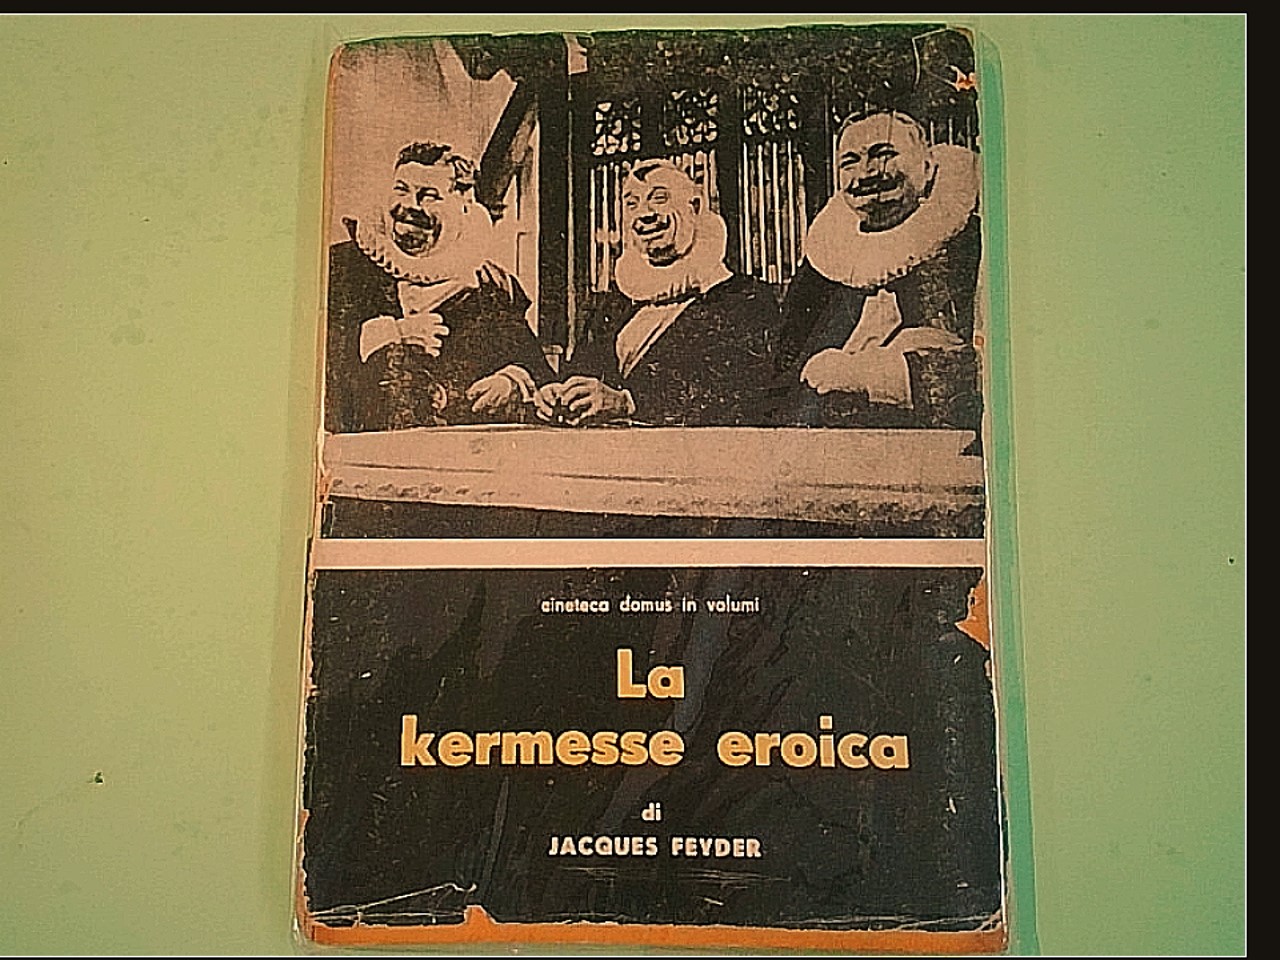 cineteca domus in volumi
La
kermesse eroica
di
JACQUES FEYDER